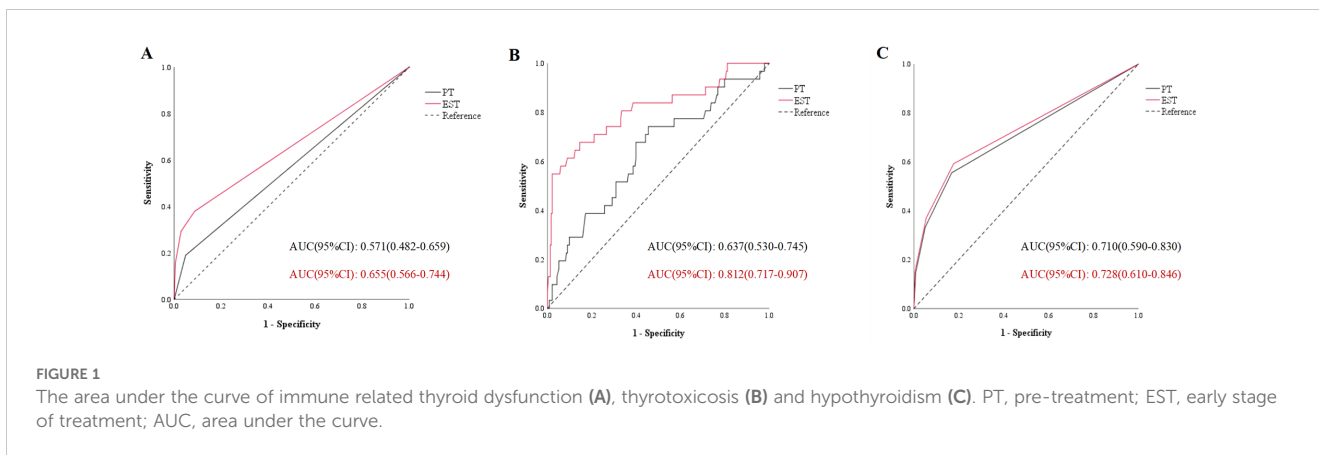 A
1.0
0.8
0.6
0.4
0.2
0.0
Sensitivity
PT
EST
Reference
AUC(95%CI): 0.571(0.482-0.659)
AUC(95%CI): 0.655(0.566-0.744)
0.0 0.2 0.4 0.6 0.8 1.0
1 - Specificity
B
1.0
0.8
0.6
0.4
0.2
0.0
Sensitivity
PT
EST
Reference
AUC(95%CI): 0.637(0.530-0.745)
AUC(95%CI): 0.812(0.717-0.907)
0.0 0.2 0.4 0.6 0.8 1.0
1 - Specificity
C
1.0
0.8
0.6
0.4
0.2
0.0
Sensitivity
PT
EST
Reference
AUC(95%CI): 0.710(0.590-0.830)
AUC(95%CI): 0.728(0.610-0.846)
0.0 0.2 0.4 0.6 0.8 1.0
1 - Specificity
FIGURE 1
The area under the curve of immune related thyroid dysfunction (A), thyrotoxicosis (B) and hypothyroidism (C). PT, pre-treatment; EST, early stage
of treatment; AUC, area under the curve.